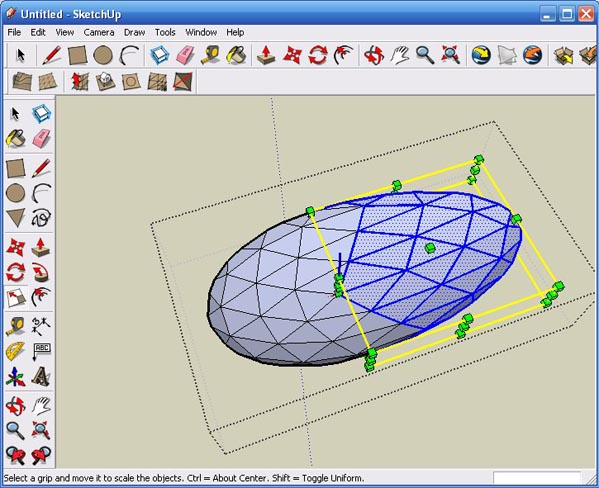 Untitled - SketchUp
File Edit View Camera Draw Tools Window Help
ABC
A
Select a grip and move it to scale the objects. Ctrl = About Center. Shift = Toggle Uniform.